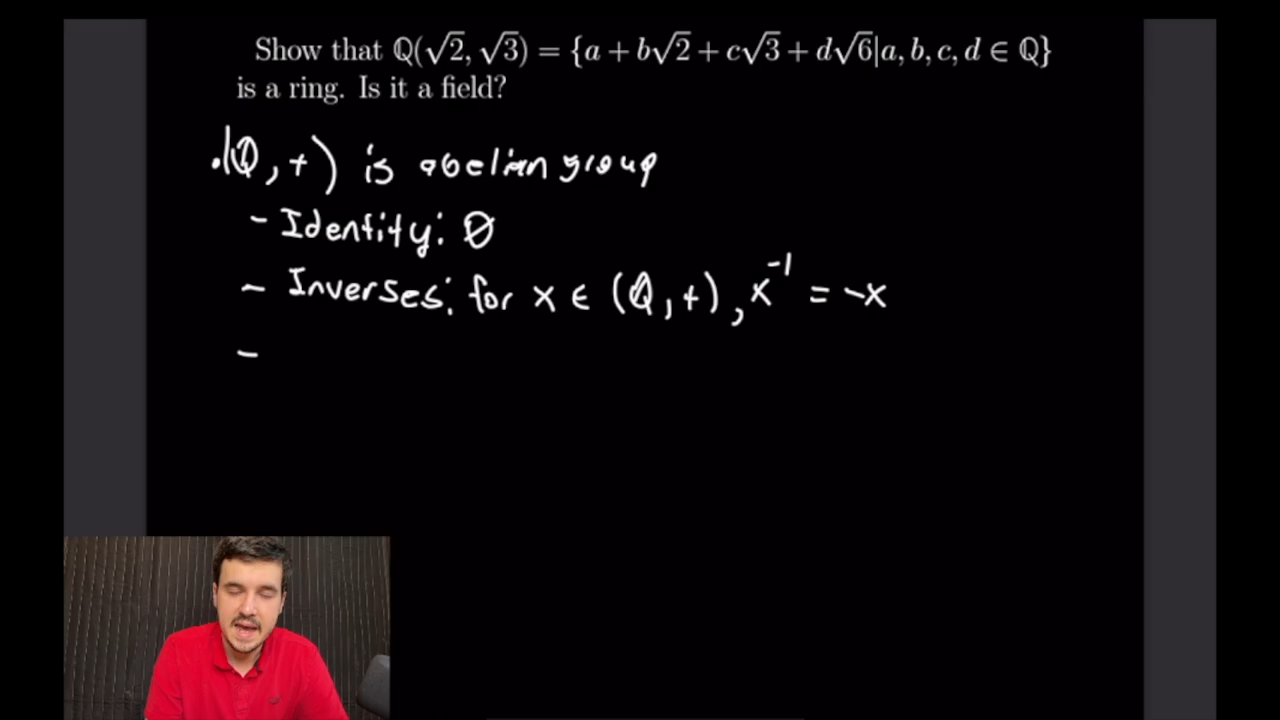 Show that ℚ(√2, √3) = {a + b√2 + c√3 + d√6|a, b, c, d ∈ ℚ}
is a ring. Is it a field?
·(ℚ, +) is abelian group
- Identity: 0
- Inverses: for x ∈ (ℚ, +), x⁻¹ = -x
-